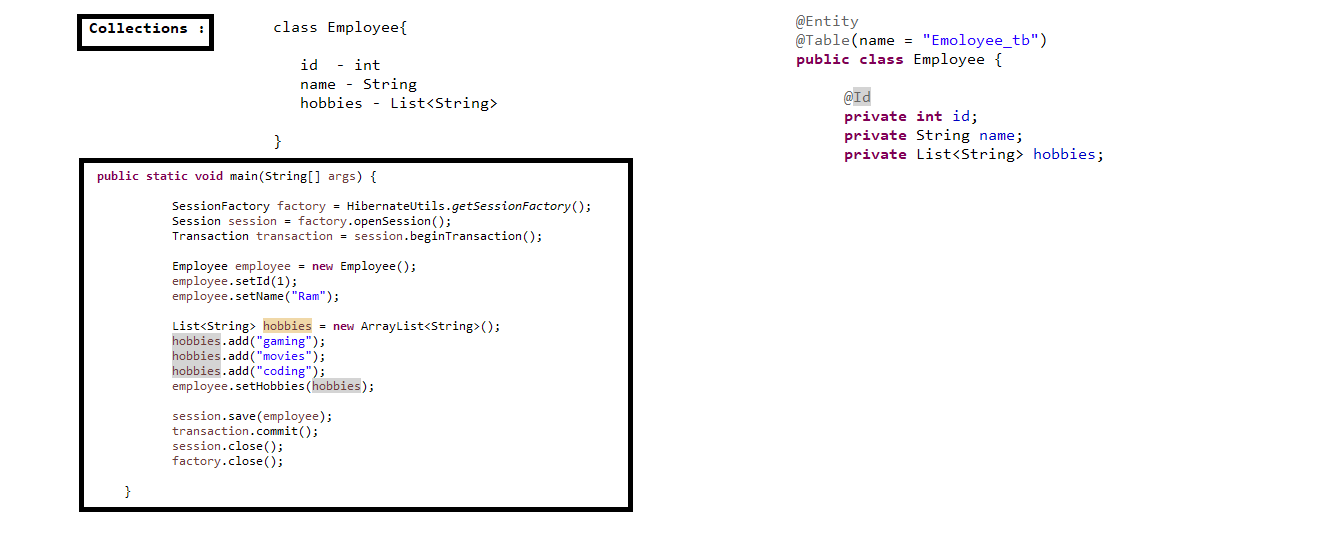 Collections :
class Employee{
id - int
name - String
hobbies - List<String>
}
public static void main(String[] args) {
SessionFactory factory = HibernateUtils.getSessionFactory();
Session session = factory.openSession();
Transaction transaction = session.beginTransaction();
Employee employee = new Employee();
employee.setId(1);
employee.setName("Ram");
List<String> hobbies = new ArrayList<String>();
hobbies.add("gaming");
hobbies.add("movies");
hobbies.add("coding");
employee.setHobbies(hobbies);
session.save(employee);
transaction.commit();
session.close();
factory.close();
}
@Entity
@Table(name = "Emoloyee_tb")
public class Employee {
@Id
private int id;
private String name;
private List<String> hobbies;